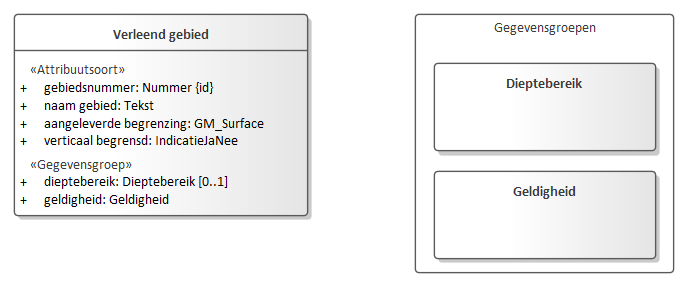 Verleend gebied
«Attribuutsoort»
+ gebiedsnummer: Nummer {id}
+ naam gebied: Tekst
+ aangeleverde begrenzing: GM_Surface
+ verticaal begrensd: IndicatieJaNee
«Gegevensgroep»
+ dieptebereik: Dieptebereik [0..1]
+ geldigheid: Geldigheid
Gegevensgroepen
Dieptebereik
Geldigheid